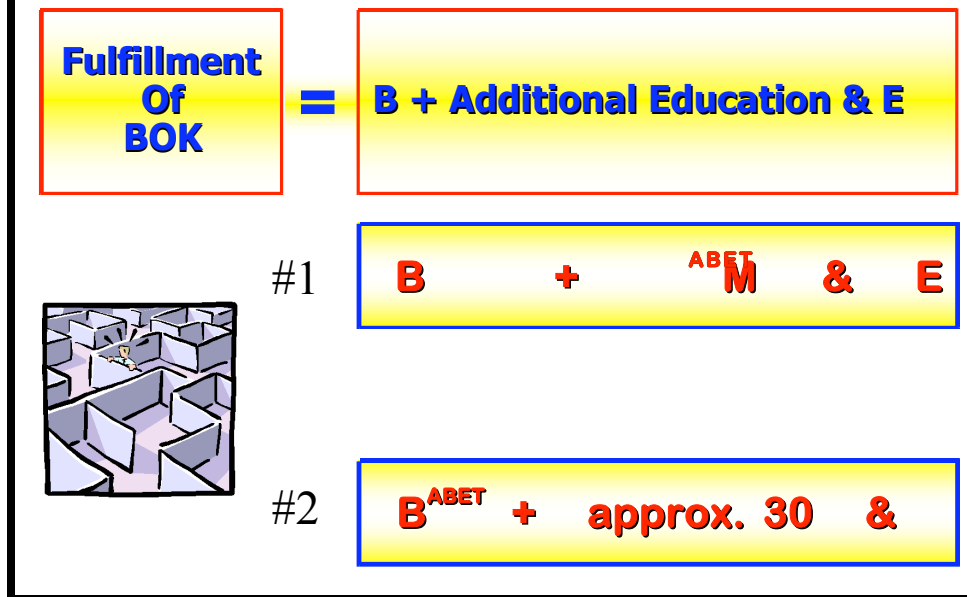 Fulfillment
Of
BOK
=
B + Additional Education & E
#1
B + ABET M & E
#2
B ABET + approx. 30 &